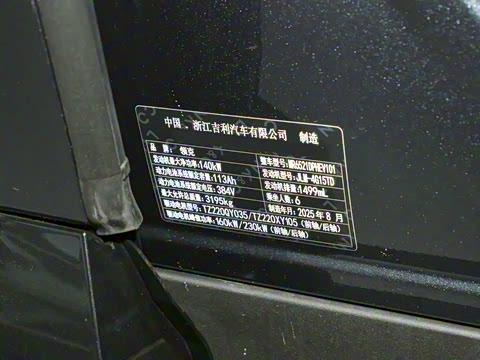 中国．浙江吉利汽车有限公司 制造
品 牌：领克 整车型号：MR6521DPHEV101
发动机最大净功率：140kW 发动机型号：JLH-4G15TD
动力电池系统额定容量：113Ah 发动机排量：1499mL
动力电池系统额定电压：384V 乘坐人数：6
最大允许总质量：3195kg 制造年月：2025年8月
驱动电机型号：TZ220QY035/TZ220XY105（前轴/后轴）
驱动电机峰值功率：160kW/230kW（前轴/后轴）